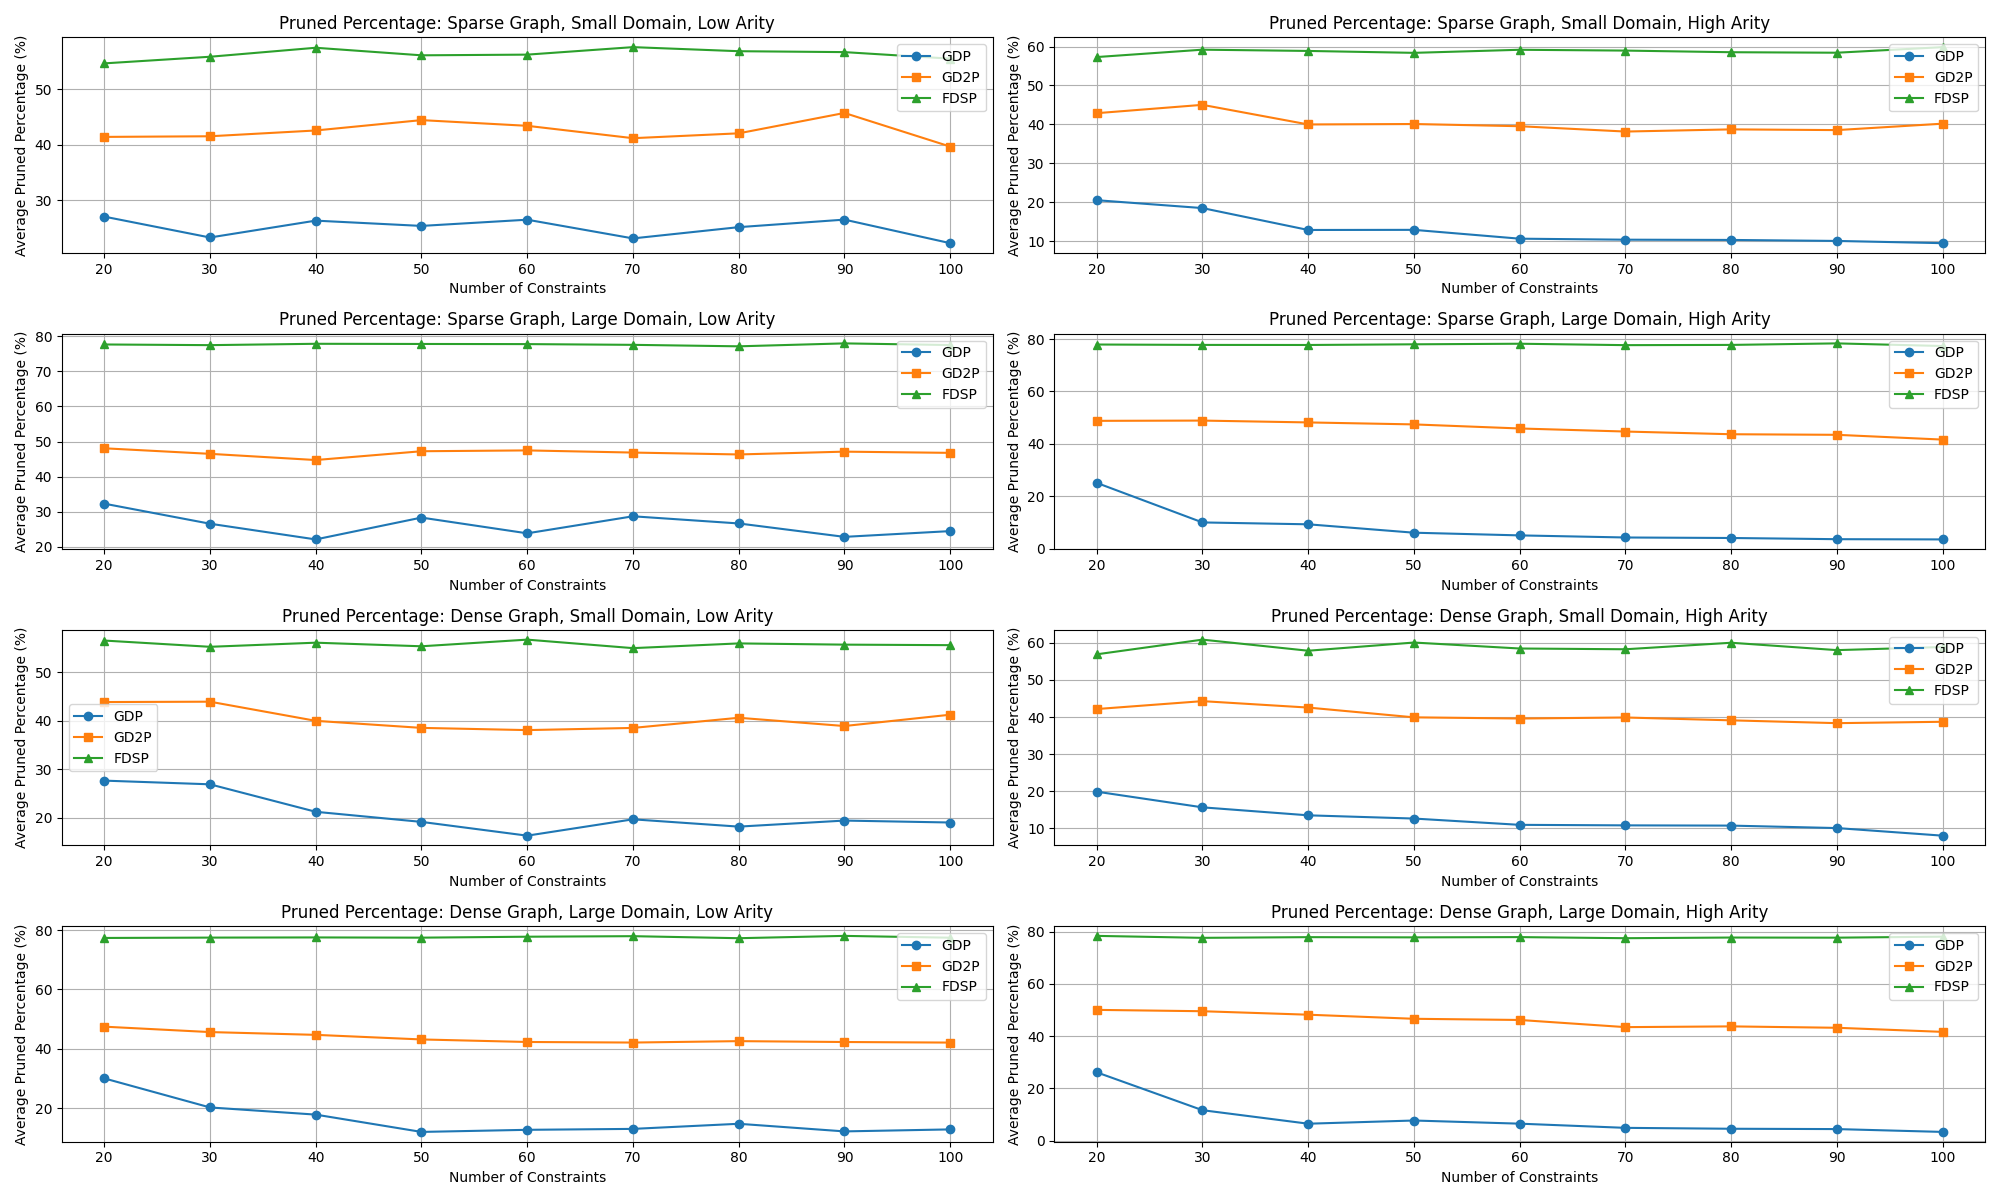 Pruned Percentage: Sparse Graph, Small Domain, Low Arity
Average Pruned Percentage (%)
50
40
30
GDP
GD2P
FDSP
20 30 40 50 60 70 80 90 100
Number of Constraints
Pruned Percentage: Sparse Graph, Small Domain, High Arity
Average Pruned Percentage (%)
60
50
40
30
20
10
GDP
GD2P
FDSP
20 30 40 50 60 70 80 90 100
Number of Constraints
Pruned Percentage: Sparse Graph, Large Domain, Low Arity
Average Pruned Percentage (%)
80
70
60
50
40
30
20
GDP
GD2P
FDSP
20 30 40 50 60 70 80 90 100
Number of Constraints
Pruned Percentage: Sparse Graph, Large Domain, High Arity
Average Pruned Percentage (%)
80
60
40
20
0
GDP
GD2P
FDSP
20 30 40 50 60 70 80 90 100
Number of Constraints
Pruned Percentage: Dense Graph, Small Domain, Low Arity
Average Pruned Percentage (%)
50
40
30
20
GDP
GD2P
FDSP
20 30 40 50 60 70 80 90 100
Number of Constraints
Pruned Percentage: Dense Graph, Small Domain, High Arity
Average Pruned Percentage (%)
60
50
40
30
20
10
GDP
GD2P
FDSP
20 30 40 50 60 70 80 90 100
Number of Constraints
Pruned Percentage: Dense Graph, Large Domain, Low Arity
Average Pruned Percentage (%)
80
60
40
20
GDP
GD2P
FDSP
20 30 40 50 60 70 80 90 100
Number of Constraints
Pruned Percentage: Dense Graph, Large Domain, High Arity
Average Pruned Percentage (%)
80
60
40
20
0
GDP
GD2P
FDSP
20 30 40 50 60 70 80 90 100
Number of Constraints